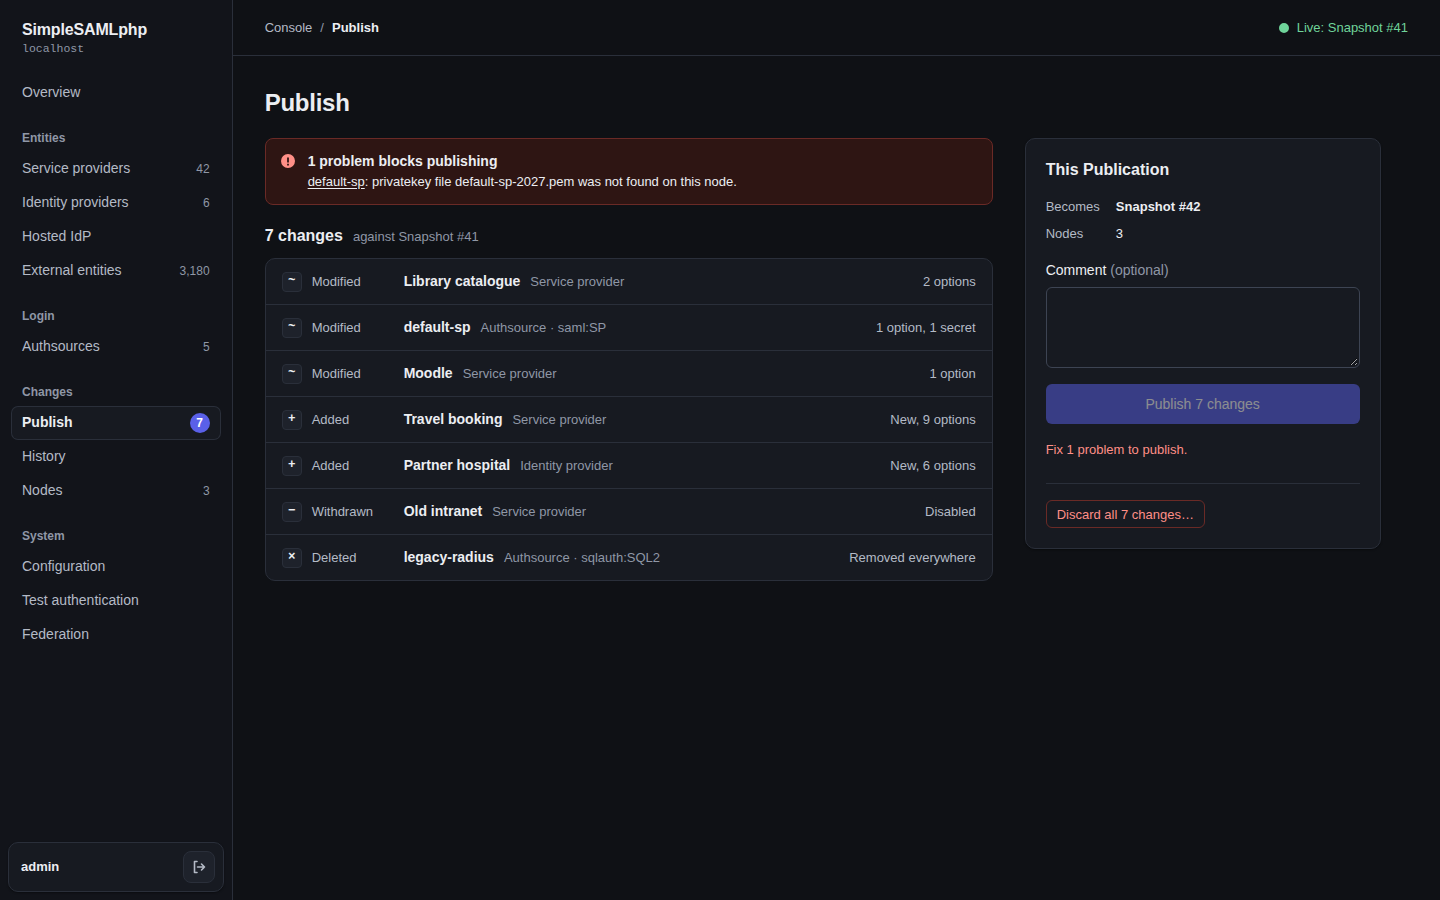 SimpleSAMLphp
localhost
Overview
Entities
Service providers 42
Identity providers 6
Hosted IdP
External entities 3,180
Login
Authsources 5
Changes
Publish 7
History
Nodes 3
System
Configuration
Test authentication
Federation
admin
Console / Publish
Live: Snapshot #41
Publish
1 problem blocks publishing
default-sp: privatekey file default-sp-2027.pem was not found on this node.
7 changes against Snapshot #41
~ Modified Library catalogue Service provider 2 options
~ Modified default-sp Authsource · saml:SP 1 option, 1 secret
~ Modified Moodle Service provider 1 option
+ Added Travel booking Service provider New, 9 options
+ Added Partner hospital Identity provider New, 6 options
− Withdrawn Old intranet Service provider Disabled
× Deleted legacy-radius Authsource · sqlauth:SQL2 Removed everywhere
This Publication
Becomes Snapshot #42
Nodes 3
Comment (optional)
Publish 7 changes
Fix 1 problem to publish.
Discard all 7 changes…